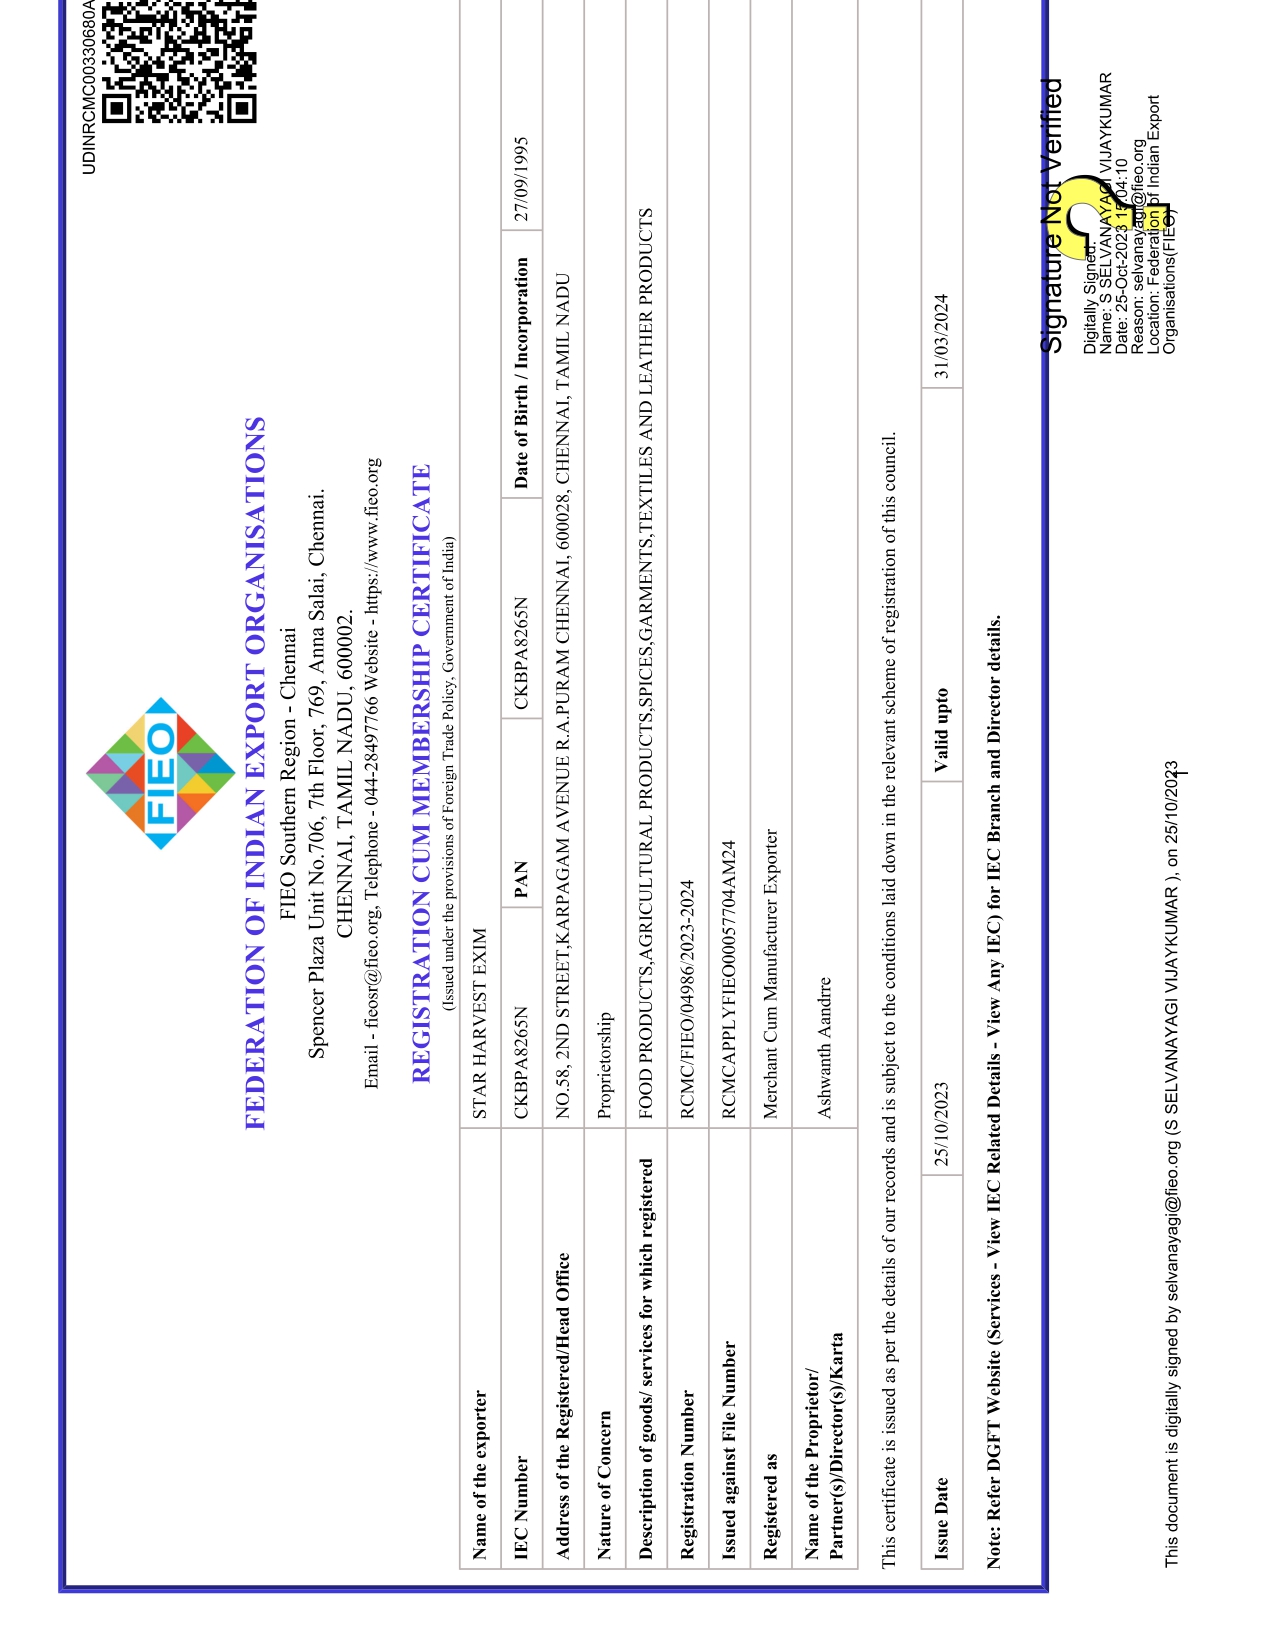 UDINRCMC00330680A
FIEO
FEDERATION OF INDIAN EXPORT ORGANISATIONS
FIEO Southern Region - Chennai
Spencer Plaza Unit No.706, 7th Floor, 769, Anna Salai, Chennai.
CHENNAI, TAMIL NADU, 600002.
Email - fieosr@fieo.org, Telephone - 044-28497766 Website - https://www.fieo.org
REGISTRATION CUM MEMBERSHIP CERTIFICATE
(Issued under the provisions of Foreign Trade Policy, Government of India)
Name of the exporter STAR HARVEST EXIM
IEC Number CKBPA8265N PAN CKBPA8265N Date of Birth / Incorporation 27/09/1995
Address of the Registered/Head Office NO.58, 2ND STREET,KARPAGAM AVENUE R.A.PURAM CHENNAI, 600028, CHENNAI, TAMIL NADU
Nature of Concern Proprietorship
Description of goods/ services for which registered FOOD PRODUCTS,AGRICULTURAL PRODUCTS,SPICES,GARMENTS,TEXTILES AND LEATHER PRODUCTS
Registration Number RCMC/FIEO/04986/2023-2024
Issued against File Number RCMCAPPLYFIEO00057704AM24
Registered as Merchant Cum Manufacturer Exporter
Name of the Proprietor/
Partner(s)/Director(s)/Karta Ashwanth Aandrre
This certificate is issued as per the details of our records and is subject to the conditions laid down in the relevant scheme of registration of this council.
Issue Date 25/10/2023 Valid upto 31/03/2024
Note: Refer DGFT Website (Services - View IEC Related Details - View Any IEC) for IEC Branch and Director details.
Signature Not Verified
Digitally Signed.
Name: S SELVANAYAGI VIJAYKUMAR
Date: 25-Oct-2023 15:04:10
Reason: selvanayagi@fieo.org
Location: Federation of Indian Export
Organisations(FIEO)
This document is digitally signed by selvanayagi@fieo.org (S SELVANAYAGI VIJAYKUMAR ), on 25/10/2023
1